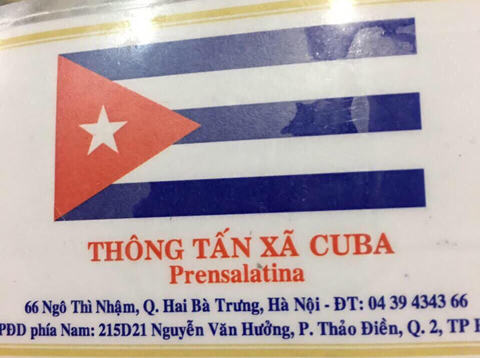 THÔNG TẤN XÃ CUBA
Prensalatina
66 Ngô Thì Nhậm, Q. Hai Bà Trưng, Hà Nội - ĐT: 04 39 4343 66
PĐD phía Nam: 215D21 Nguyễn Văn Hưởng, P. Thảo Điền, Q. 2, TP